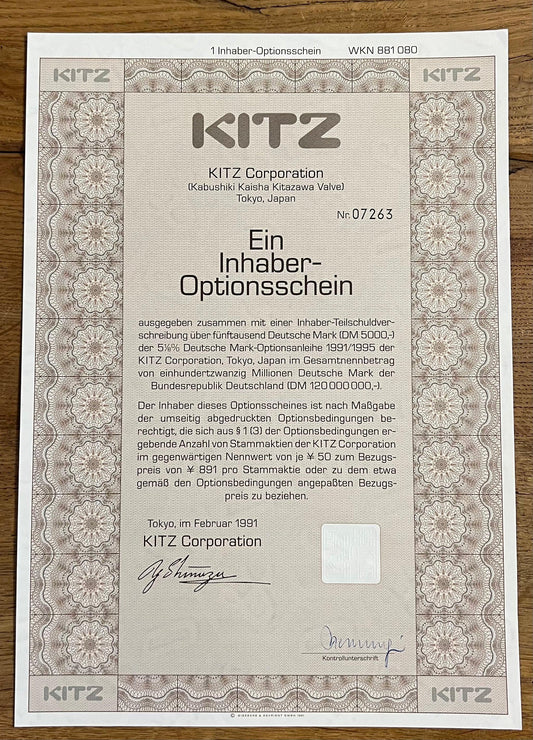 1 Inhaber-Optionsschein WKN 881 080
KITZ KITZ
KITZ
KITZ Corporation
(Kabushiki Kaisha Kitazawa Valve)
Tokyo, Japan
Nr. 07263
Ein
Inhaber-
Optionsschein
ausgegeben zusammen mit einer Inhaber-Teilschuldver-
schreibung über fünftausend Deutsche Mark (DM 5000,-)
der 5¼% Deutsche Mark-Optionsanleihe 1991/1995 der
KITZ Corporation, Tokyo, Japan im Gesamtnennbetrag
von einhundertzwanzig Millionen Deutsche Mark der
Bundesrepublik Deutschland (DM 120 000 000,-).
Der Inhaber dieses Optionsscheines ist nach Maßgabe
der umseitig abgedruckten Optionsbedingungen be-
rechtigt, die sich aus § 1 (3) der Optionsbedingungen er-
gebende Anzahl von Stammaktien der KITZ Corporation
im gegenwärtigen Nennwert von je ¥ 50 zum Bezugs-
preis von ¥ 891 pro Stammaktie oder zu dem etwa
gemäß den Optionsbedingungen angepaßten Bezugs-
preis zu beziehen.
Tokyo, im Februar 1991
KITZ Corporation
Kontrollunterschrift
KITZ KITZ